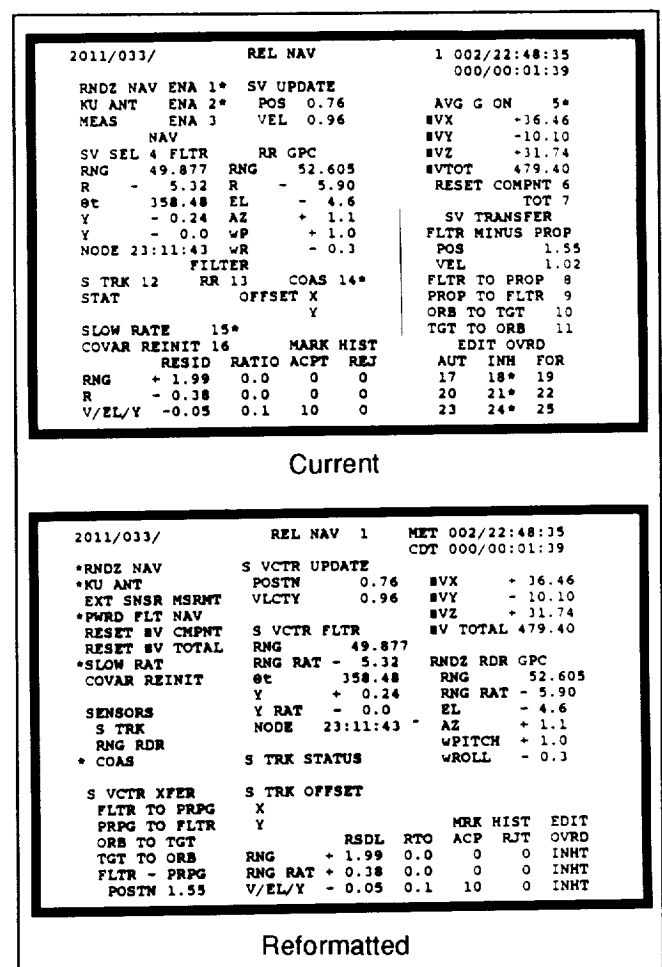 2011/033/ REL NAV 1 002/22:48:35
000/00:01:39
RNDZ NAV ENA 1* SV UPDATE
KU ANT ENA 2* POS 0.76 AVG G ON 5*
MEAS ENA 3 VEL 0.96 ■VX +36.46
NAV ■VY -10.10
SV SEL 4 FLTR RR GPC ■VZ +31.74
RNG 49.877 RNG 52.605 ■VTOT 479.40
R - 5.32 R - 5.90 RESET COMPNT 6
θt 358.48 EL - 4.6 TOT 7
Y - 0.24 AZ + 1.1 SV TRANSFER
Y - 0.0 wP + 1.0 FLTR MINUS PROP
NODE 23:11:43 wR - 0.3 POS 1.55
FILTER VEL 1.02
S TRK 12 RR 13 COAS 14* FLTR TO PROP 8
STAT OFFSET X PROP TO FLTR 9
Y ORB TO TGT 10
SLOW RATE 15* TGT TO ORB 11
COVAR REINIT 16 MARK HIST EDIT OVRD
RESID RATIO ACPT REJ AUT INH FOR
RNG + 1.99 0.0 0 0 17 18* 19
R - 0.38 0.0 0 0 20 21* 22
V/EL/Y -0.05 0.1 10 0 23 24* 25
Current
2011/033/ REL NAV 1 MET 002/22:48:35
CDT 000/00:01:39
*RNDZ NAV S VCTR UPDATE
*KU ANT POSTN 0.76 ■VX + 36.46
EXT SNSR MSRMT VLCTY 0.96 ■VY - 10.10
*PWRD FLT NAV ■VZ + 31.74
RESET ■V CMPNT S VCTR FLTR ■V TOTAL 479.40
RESET ■V TOTAL RNG 49.877
*SLOW RAT RNG RAT - 5.32 RNDZ RDR GPC
COVAR REINIT θt 358.48 RNG 52.605
Y + 0.24 RNG RAT - 5.90
SENSORS Y RAT - 0.0 EL - 4.6
S TRK NODE 23:11:43 AZ + 1.1
RNG RDR wPITCH + 1.0
* COAS S TRK STATUS wROLL - 0.3
S VCTR XFER S TRK OFFSET
FLTR TO PRPG X
PRPG TO FLTR Y MRK HIST EDIT
ORB TO TGT RSDL RTO ACP RJT OVRD
TGT TO ORB RNG + 1.99 0.0 0 0 INHT
FLTR - PRPG RNG RAT + 0.38 0.0 0 0 INHT
POSTN 1.55 V/EL/Y - 0.05 0.1 10 0 INHT
Reformatted